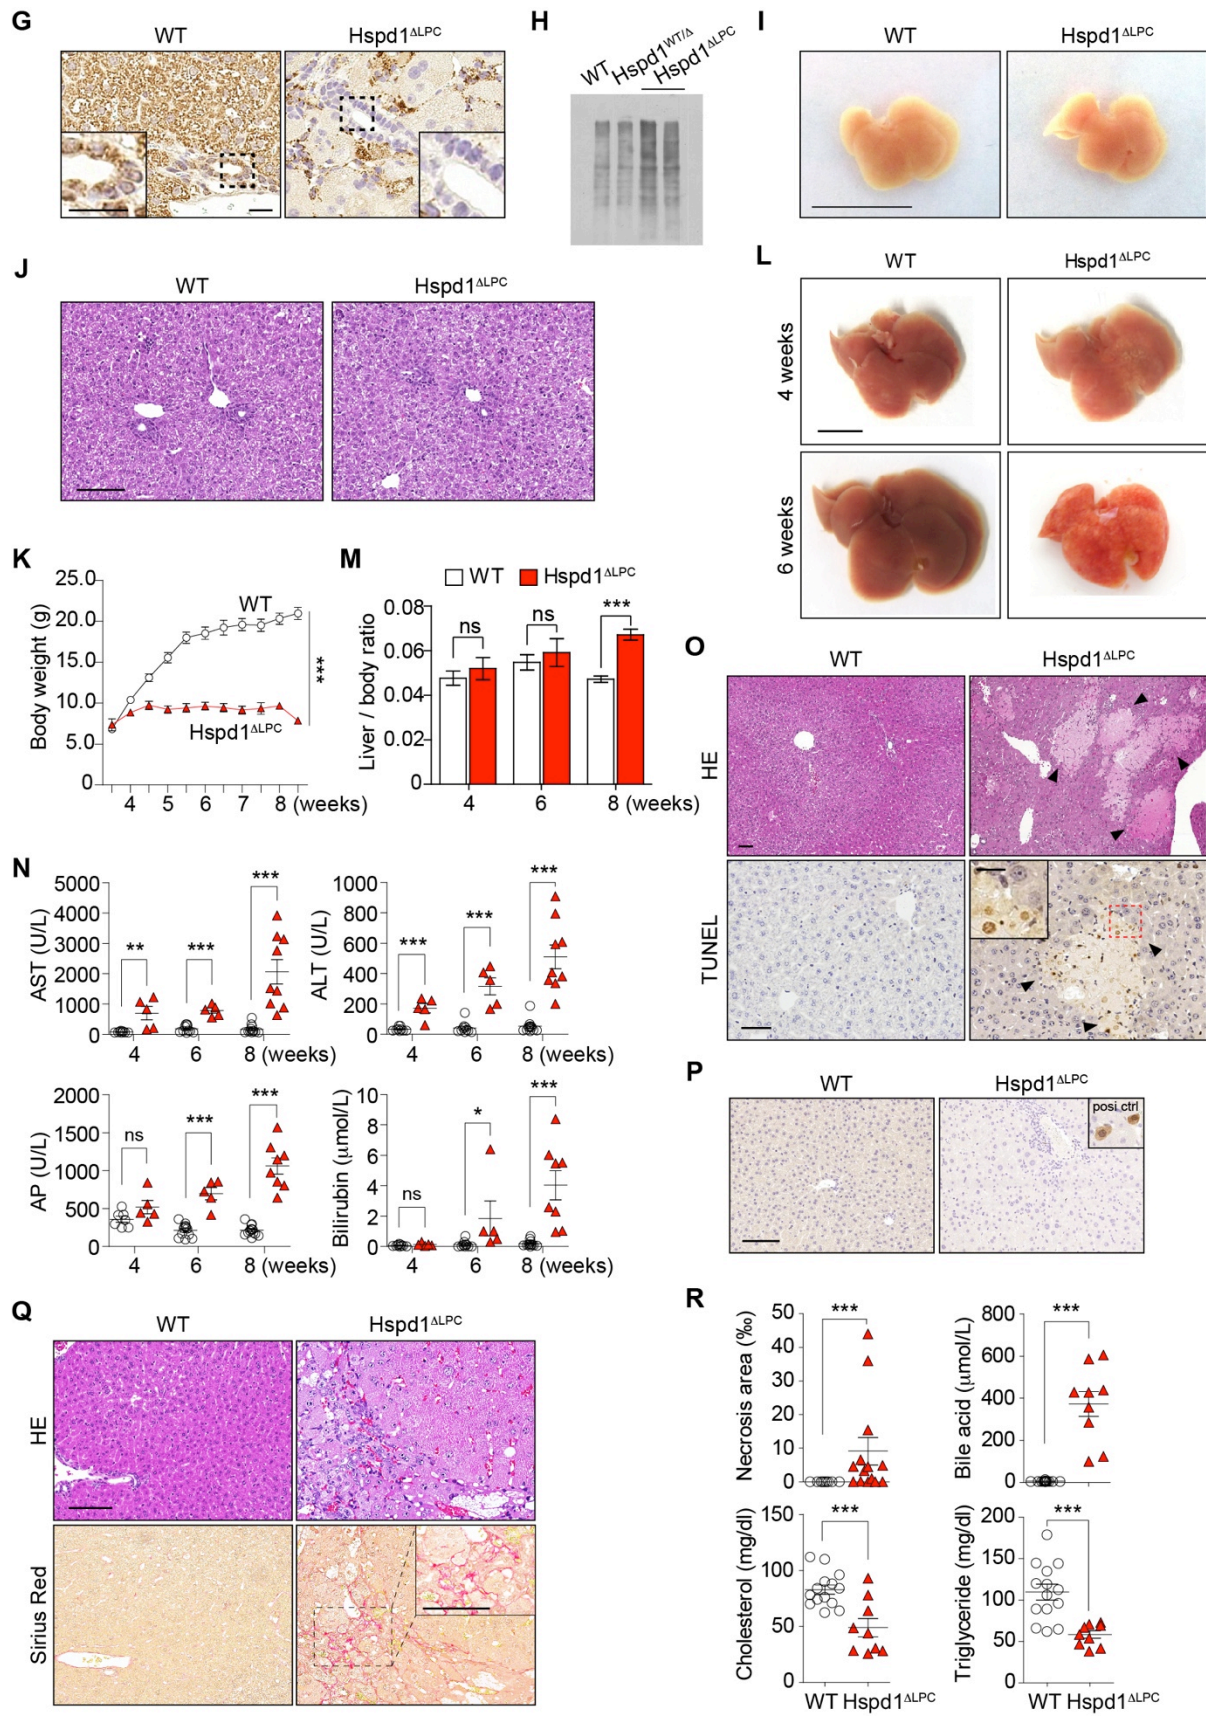 G
WT Hspd1ΔLPC
H
WT Hspd1WT/Δ Hspd1ΔLPC
I
WT Hspd1ΔLPC
J
WT Hspd1ΔLPC
L
WT Hspd1ΔLPC
4 weeks
6 weeks
K
Body weight (g)
25.0
20.0
15.0
10.0
5.0
0
WT
Hspd1ΔLPC
***
4 5 6 7 8 (weeks)
M
WT Hspd1ΔLPC
Liver / body ratio
0.08
0.06
0.04
0.02
0
ns ns ***
4 6 8 (weeks)
N
AST (U/L)
5000
4000
3000
2000
1000
0
** *** ***
4 6 8 (weeks)
ALT (U/L)
1000
800
600
400
200
0
*** *** ***
4 6 8 (weeks)
AP (U/L)
2000
1500
1000
500
0
ns *** ***
4 6 8 (weeks)
Bilirubin (μmol/L)
10
8
6
4
2
0
ns * ***
4 6 8 (weeks)
O
WT Hspd1ΔLPC
HE
TUNEL
P
WT Hspd1ΔLPC
posi ctrl
Q
WT Hspd1ΔLPC
HE
Sirius Red
R
Necrosis area (‰)
50
40
30
20
10
0
***
Bile acid (μmol/L)
800
600
400
200
0
***
Cholesterol (mg/dl)
150
100
50
0
***
WT Hspd1ΔLPC
Triglyceride (mg/dl)
200
150
100
50
0
***
WT Hspd1ΔLPC